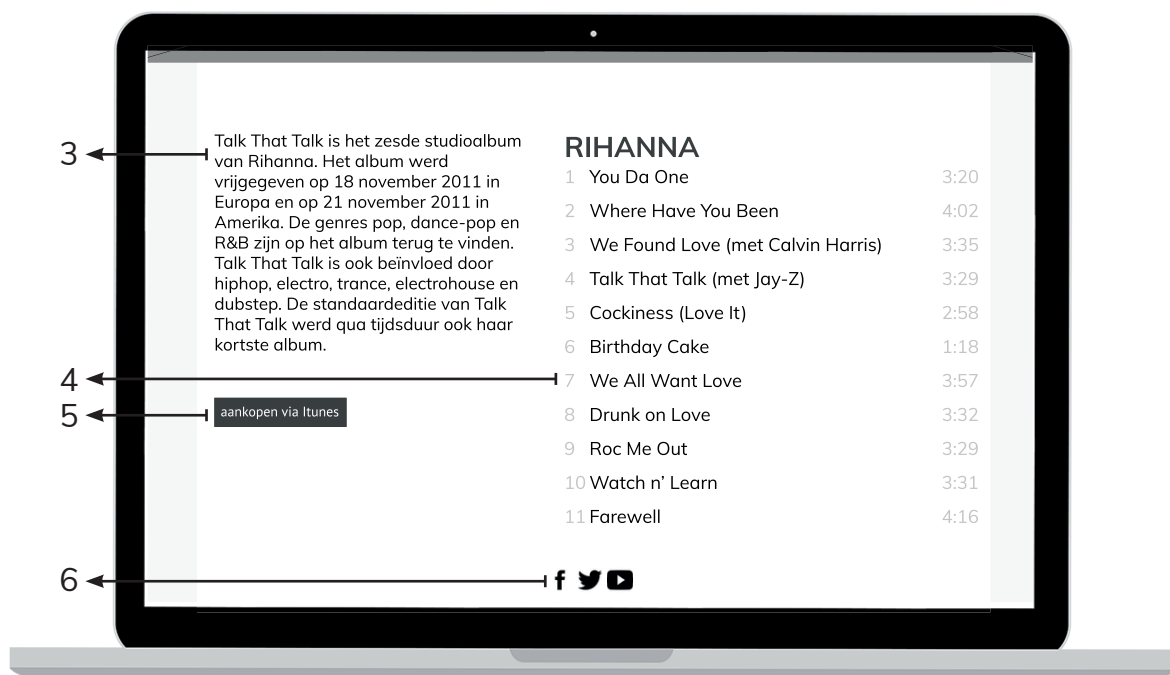 3
Talk That Talk is het zesde studioalbum
van Rihanna. Het album werd
vrijgegeven op 18 november 2011 in
Europa en op 21 november 2011 in
Amerika. De genres pop, dance-pop en
R&B zijn op het album terug te vinden.
Talk That Talk is ook beïnvloed door
hiphop, electro, trance, electrohouse en
dubstep. De standaardeditie van Talk
That Talk werd qua tijdsduur ook haar
kortste album.
4
5
aankopen via Itunes
RIHANNA
1 You Da One 3:20
2 Where Have You Been 4:02
3 We Found Love (met Calvin Harris) 3:35
4 Talk That Talk (met Jay-Z) 3:29
5 Cockiness (Love It) 2:58
6 Birthday Cake 1:18
7 We All Want Love 3:57
8 Drunk on Love 3:32
9 Roc Me Out 3:29
10 Watch n’ Learn 3:31
11 Farewell 4:16
6